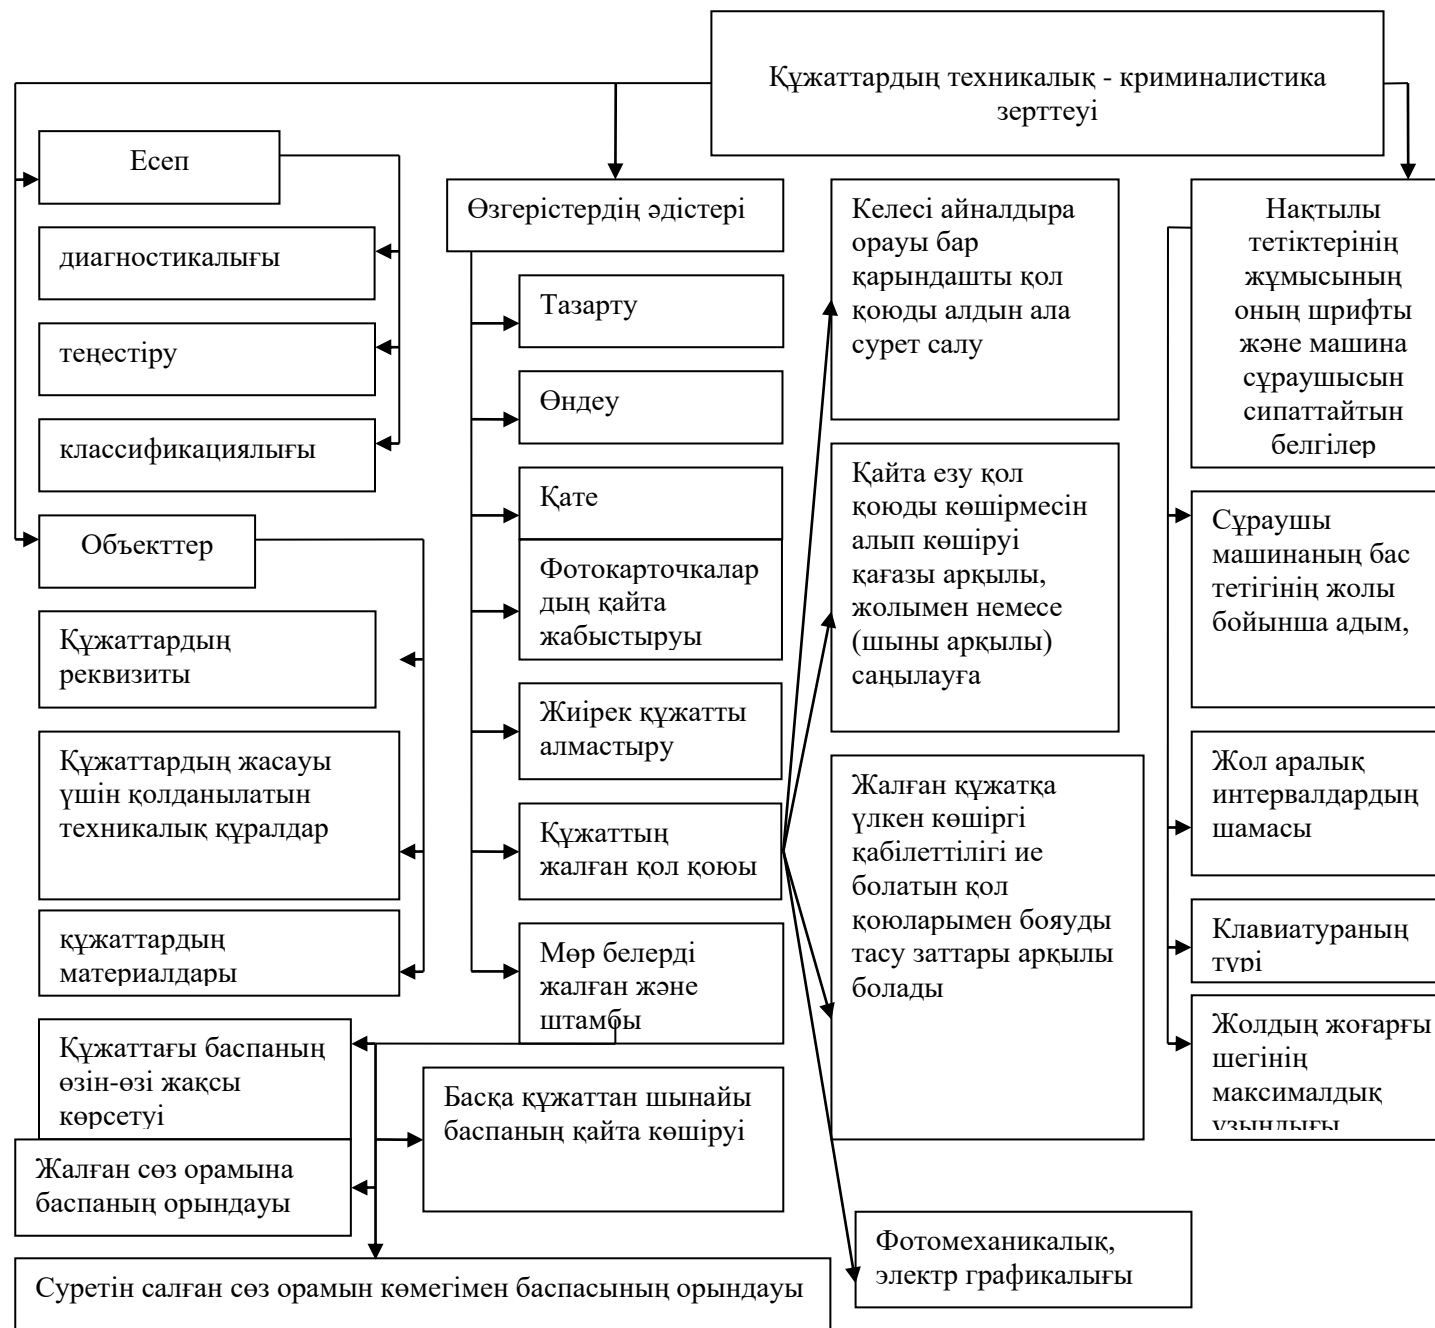 Құжаттардың техникалық - криминалистика
зерттеуі
Есеп
диагностикалығы
теңестіру
классификациялығы
Объекттер
Құжаттардың
реквизиты
Құжаттардың жасауы
үшін қолданылатын
техникалық құралдар
құжаттардың
материалдары
Өзгерістердің әдістері
Тазарту
Өндеу
Қате
Фотокарточкалар
дың қайта
жабыстыруы
Жиірек құжатты
алмастыру
Құжаттың
жалған қол қоюы
Мөр белерді
жалған және
штамбы
Құжаттағы баспаның
өзін-өзі жақсы
көрсетуі
Жалған сөз орамына
баспаның орындауы
Басқа құжаттан шынайы
баспаның қайта көшіруі
Суретін салған сөз орамын көмегімен баспасының орындауы
Келесі айналдыра
орауы бар
қарындашты қол
қоюды алдын ала
сурет салу
Қайта езу қол
қоюды көшірмесін
алып көшіруі
қағазы арқылы,
жолымен немесе
(шыны арқылы)
саңылауға
Жалған құжатқа
үлкен көшіргі
қабілеттілігі ие
болатын қол
қоюларымен бояуды
тасу заттары арқылы
болады
Фотомеханикалық,
электр графикалығы
Нақтылы
тетіктерінің
жұмысының
оның шрифты
және машина
сұраушысын
сипаттайтын
белгілер
Сұраушы
машинаның бас
тетігінің жолы
бойынша адым,
Жол аралық
интервалдардың
шамасы
Клавиатураның
түрі
Жолдың жоғарғы
шегінің
максималдық
ұзындығы